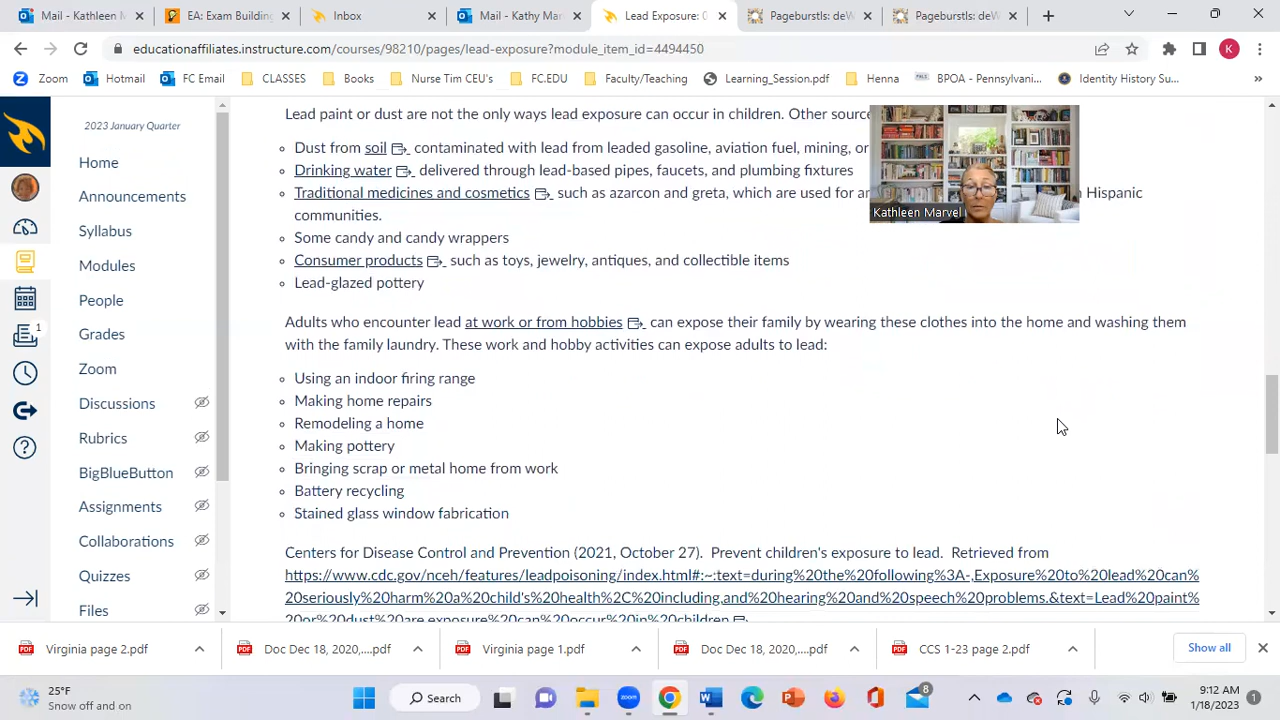 Mail - Kathleen M
EA: Exam Building
Inbox
Mail - Kathy Mar
Lead Exposure: G
Pageburstls: deW
Pageburstls: deW
educationaffiliates.instructure.com/courses/98210/pages/lead-exposure?module_item_id=4494450
K
Zoom
Hotmail
FC Email
CLASSES
Books
Nurse Tim CEU's
FC.EDU
Faculty/Teaching
Learning_Session.pdf
Henna
BPOA - Pennsylvani...
Identity History Su...
»
2023 January Quarter
Home
Announcements
Syllabus
Modules
People
Grades
Zoom
Discussions
Rubrics
BigBlueButton
Assignments
Collaborations
Quizzes
Files
1
Lead paint or dust are not the only ways lead exposure can occur in children. Other source
Dust from soil contaminated with lead from leaded gasoline, aviation fuel, mining, or
Drinking water delivered through lead-based pipes, faucets, and plumbing fixtures
Traditional medicines and cosmetics such as azarcon and greta, which are used for Hispanic
communities.
Some candy and candy wrappers
Consumer products such as toys, jewelry, antiques, and collectible items
Lead-glazed pottery
Kathleen Marvel
Adults who encounter lead at work or from hobbies can expose their family by wearing these clothes into the home and washing them
with the family laundry. These work and hobby activities can expose adults to lead:
Using an indoor firing range
Making home repairs
Remodeling a home
Making pottery
Bringing scrap or metal home from work
Battery recycling
Stained glass window fabrication
Centers for Disease Control and Prevention (2021, October 27). Prevent children's exposure to lead. Retrieved from
https://www.cdc.gov/nceh/features/leadpoisoning/index.html#:~:text=during%20the%20following%3A-,Exposure%20to%20lead%20can%
20seriously%20harm%20a%20child's%20health%2C%20including,and%20hearing%20and%20speech%20problems.&text=Lead%20paint%
20or%20dust%20are,exposure%20can%20occur%20in%20children
Virginia page 2.pdf
Doc Dec 18, 2020,....pdf
Virginia page 1.pdf
Doc Dec 18, 2020,....pdf
CCS 1-23 page 2.pdf
Show all
25°F
Snow off and on
Search
zoom
8
9:12 AM
1/18/2023
1